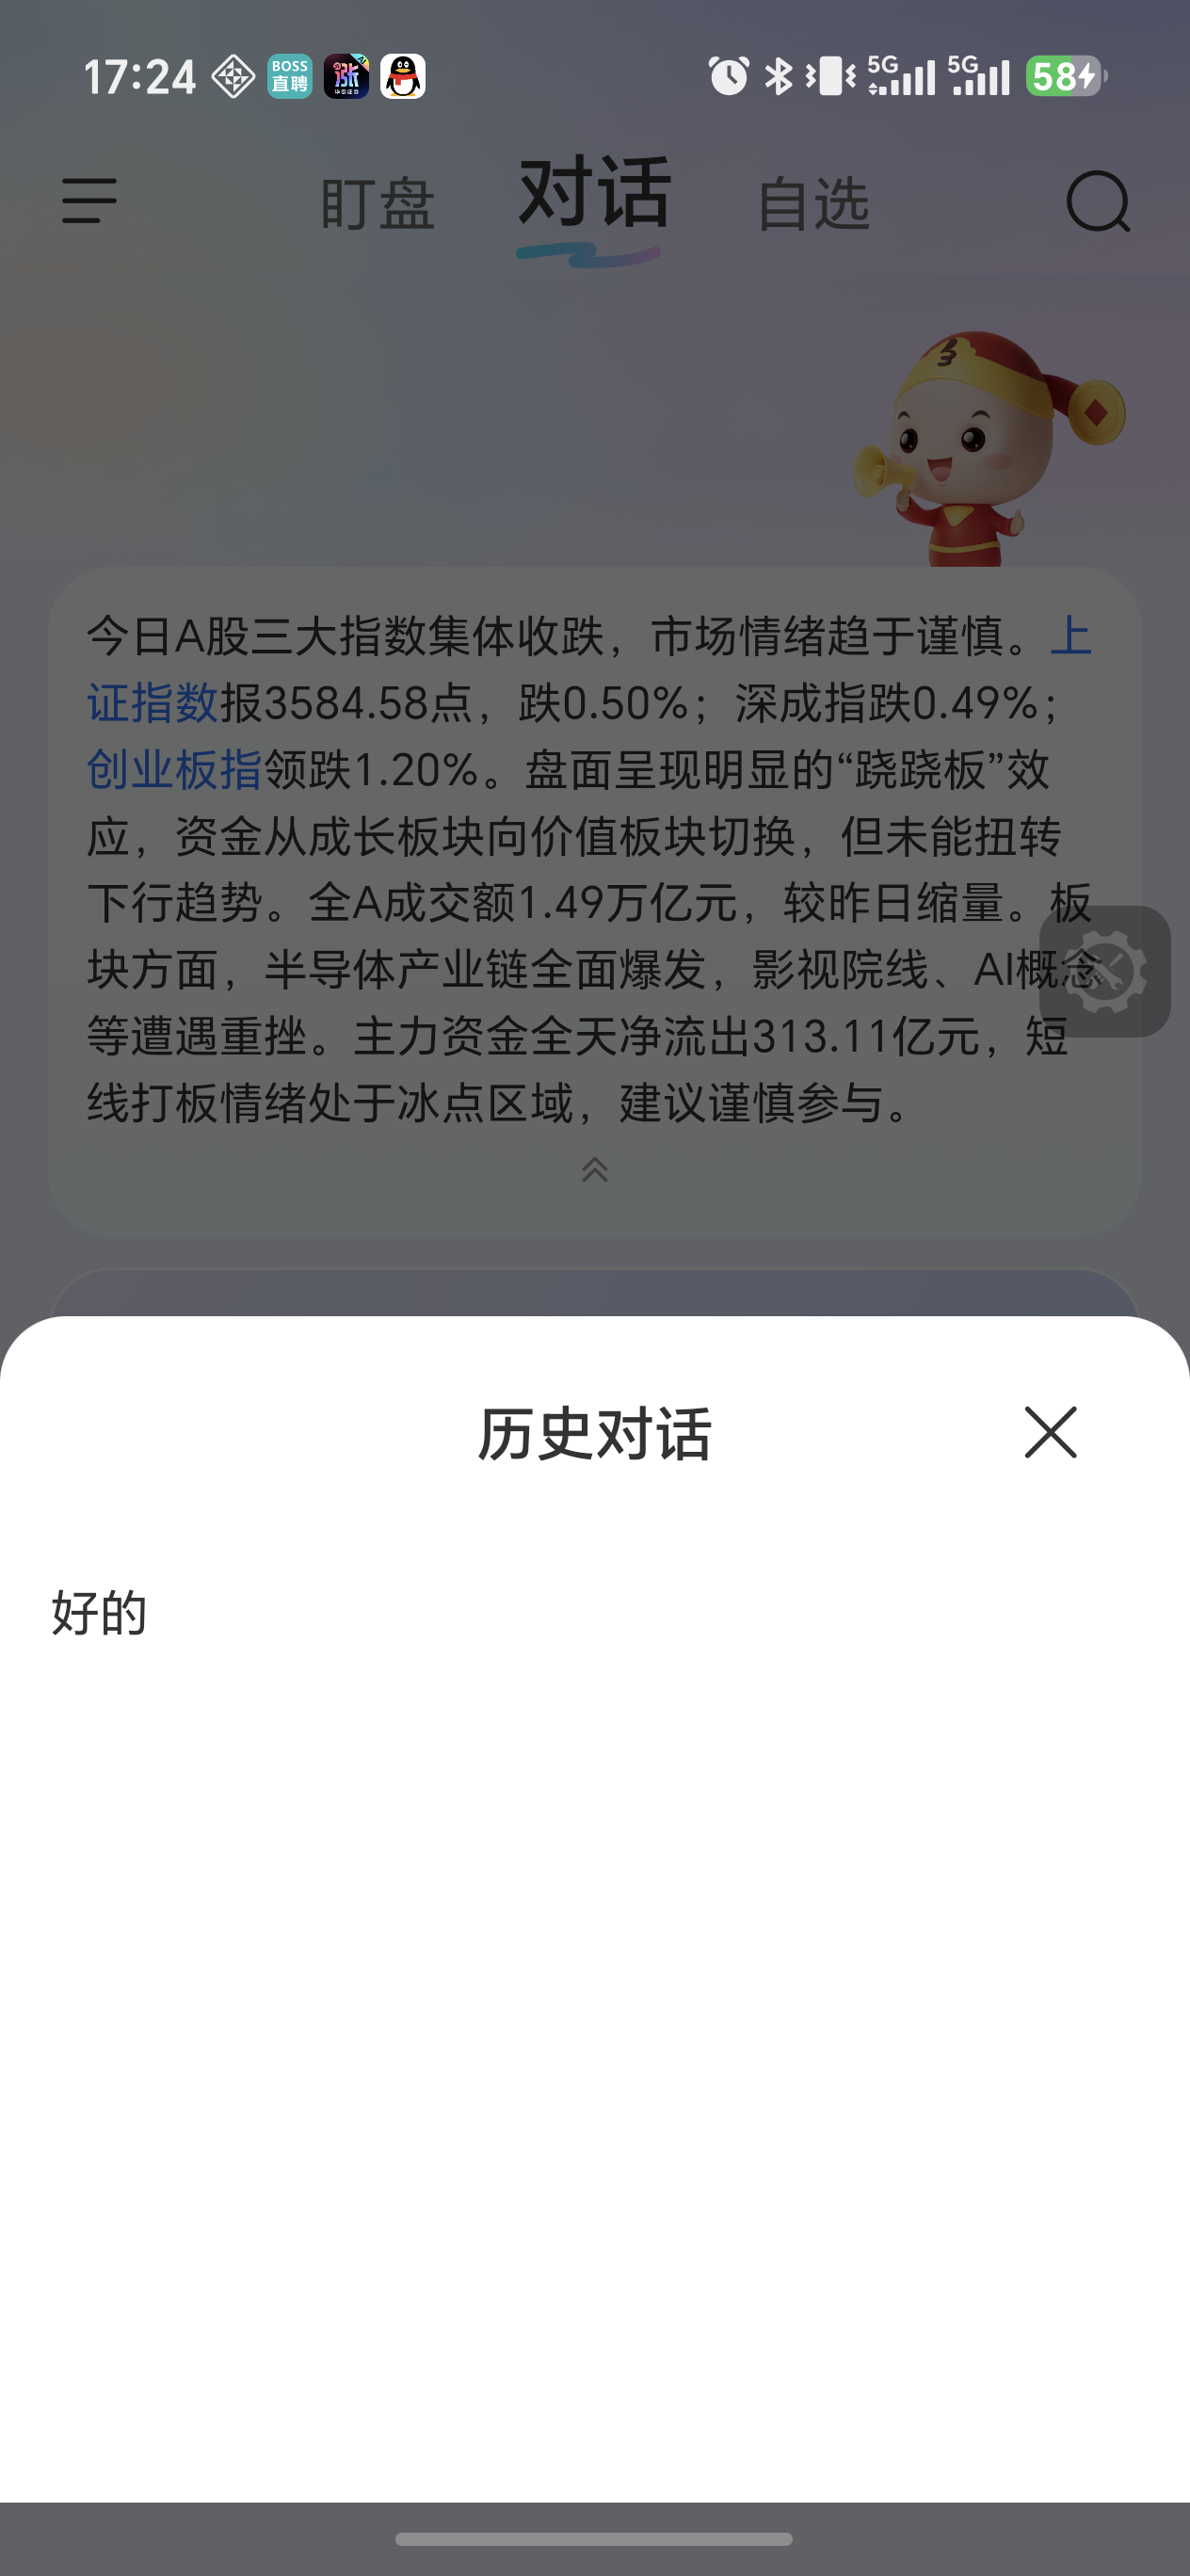 17:24
BOSS
直聘
涨
5G
5G
58
盯盘
对话
自选
今日A股三大指数集体收跌，市场情绪趋于谨慎。上
证指数报3584.58点，跌0.50%；深成指跌0.49%；
创业板指领跌1.20%。盘面呈现明显的“跷跷板”效
应，资金从成长板块向价值板块切换，但未能扭转
下行趋势。全A成交额1.49万亿元，较昨日缩量。板
块方面，半导体产业链全面爆发，影视院线、AI概念
等遭遇重挫。主力资金全天净流出313.11亿元，短
线打板情绪处于冰点区域，建议谨慎参与。
历史对话
好的